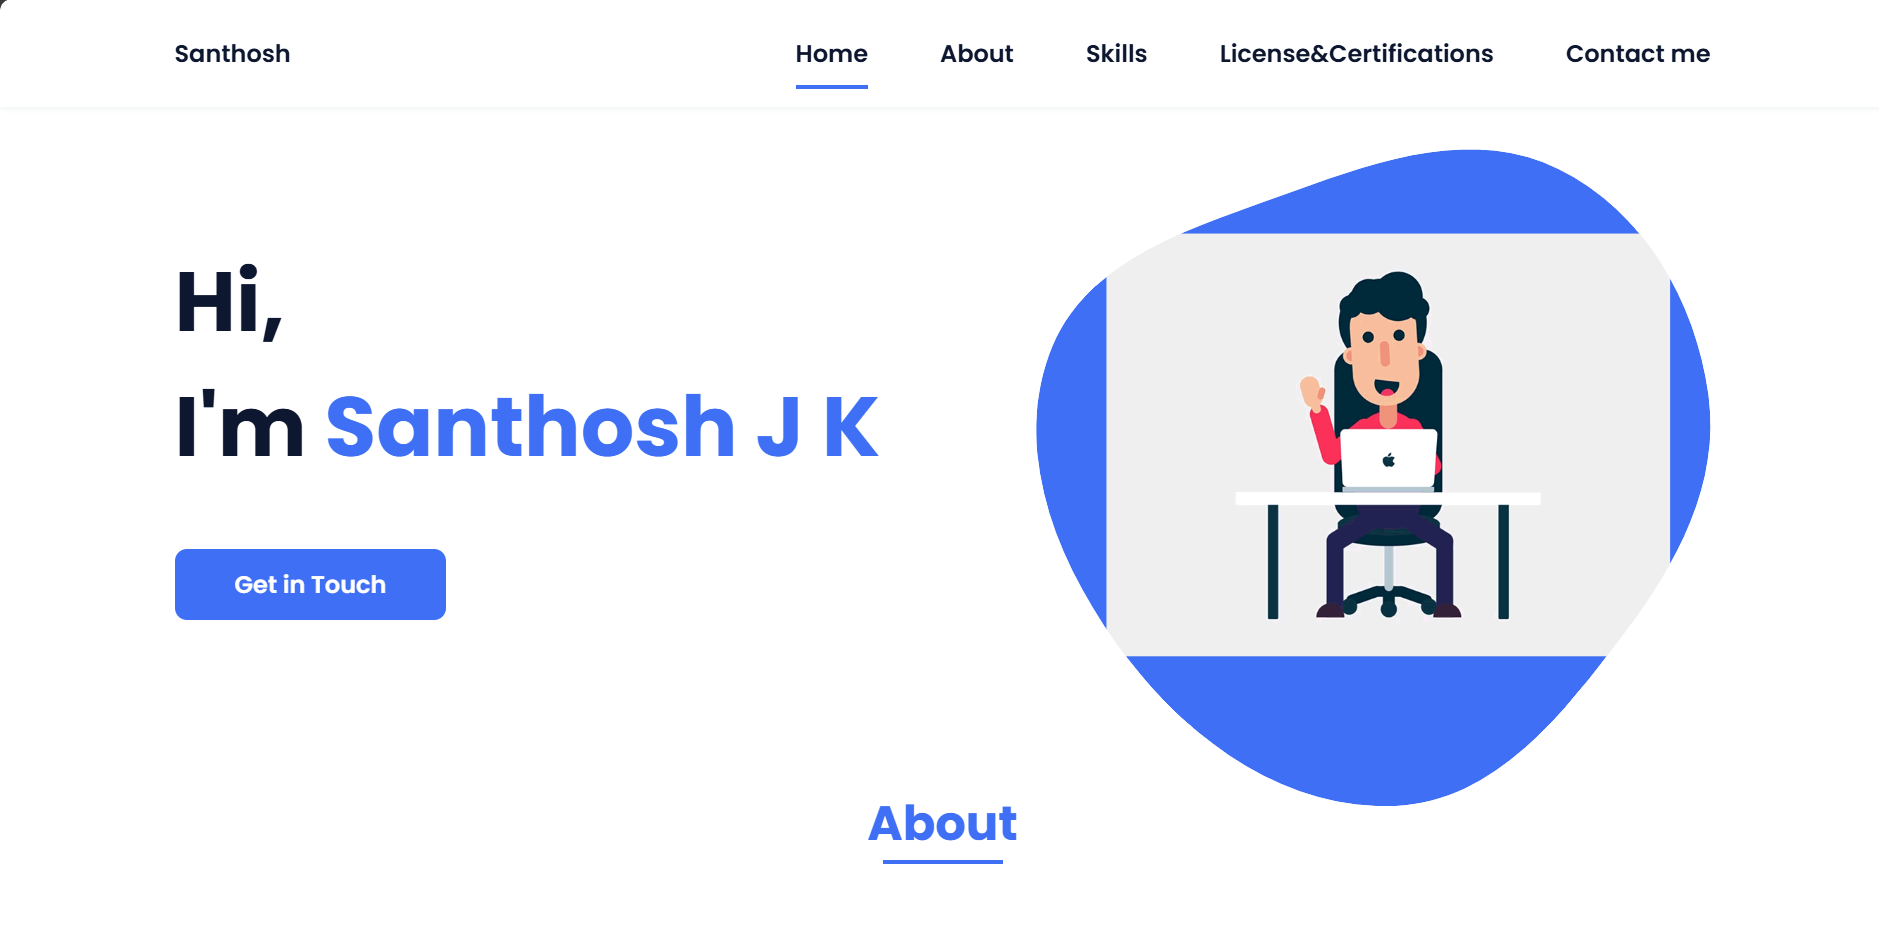 Santhosh
Home About Skills License&Certifications Contact me
Hi,
I'm Santhosh J K
Get in Touch
About